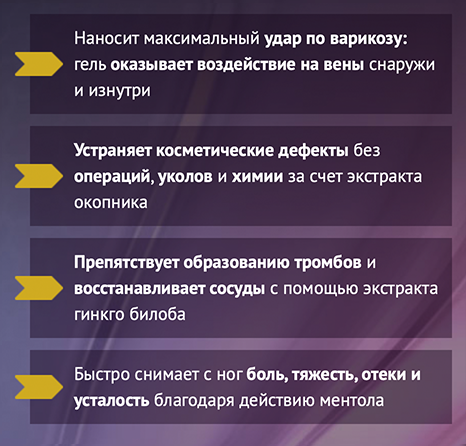 Наносит максимальный удар по варикозу:
гель оказывает воздействие на вены снаружи
и изнутри
Устраняет косметические дефекты без
операций, уколов и химии за счет экстракта
окопника
Препятствует образованию тромбов и
восстанавливает сосуды с помощью экстракта
гинкго билоба
Быстро снимает с ног боль, тяжесть, отеки и
усталость благодаря действию ментола